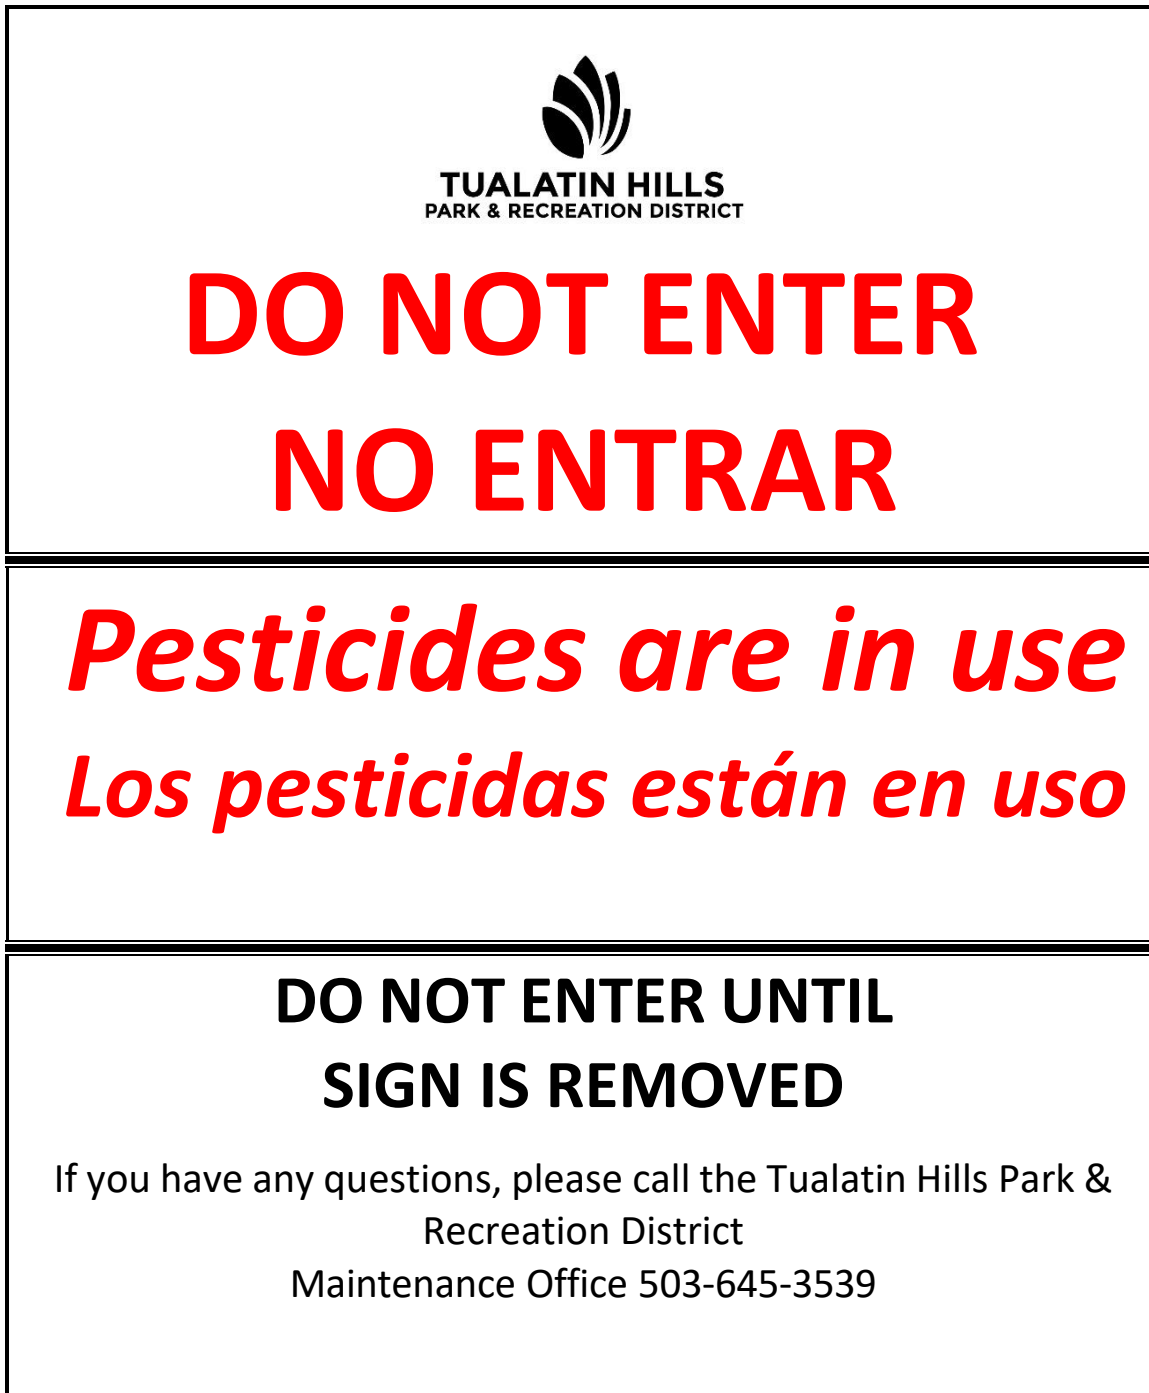 TUALATIN HILLS
PARK & RECREATION DISTRICT
DO NOT ENTER
NO ENTRAR
Pesticides are in use
Los pesticidas están en uso
DO NOT ENTER UNTIL
SIGN IS REMOVED
If you have any questions, please call the Tualatin Hills Park &
Recreation District
Maintenance Office 503-645-3539